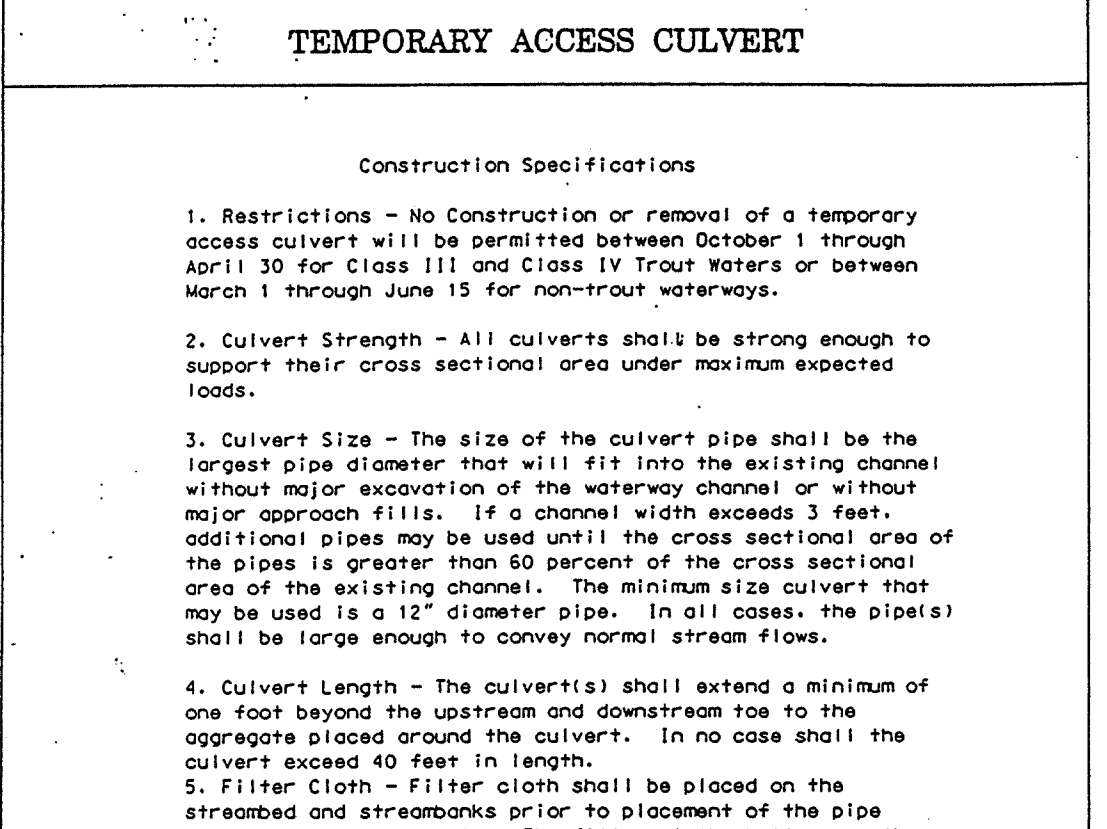 TEMPORARY ACCESS CULVERT
Construction Specifications
1. Restrictions - No Construction or removal of a temporary
access culvert will be permitted between October 1 through
April 30 for Class III and Class IV Trout Waters or between
March 1 through June 15 for non-trout waterways.
2. Culvert Strength - All culverts shall be strong enough to
support their cross sectional area under maximum expected
loads.
3. Culvert Size - The size of the culvert pipe shall be the
largest pipe diameter that will fit into the existing channel
without major excavation of the waterway channel or without
major approach fills. If a channel width exceeds 3 feet.
additional pipes may be used until the cross sectional area of
the pipes is greater than 60 percent of the cross sectional
area of the existing channel. The minimum size culvert that
may be used is a 12" diameter pipe. In all cases. the pipe(s)
shall be large enough to convey normal stream flows.
4. Culvert Length - The culvert(s) shall extend a minimum of
one foot beyond the upstream and downstream toe to the
aggregate placed around the culvert. In no case shall the
culvert exceed 40 feet in length.
5. Filter Cloth - Filter cloth shall be placed on the
streambed and streambanks prior to placement of the pipe